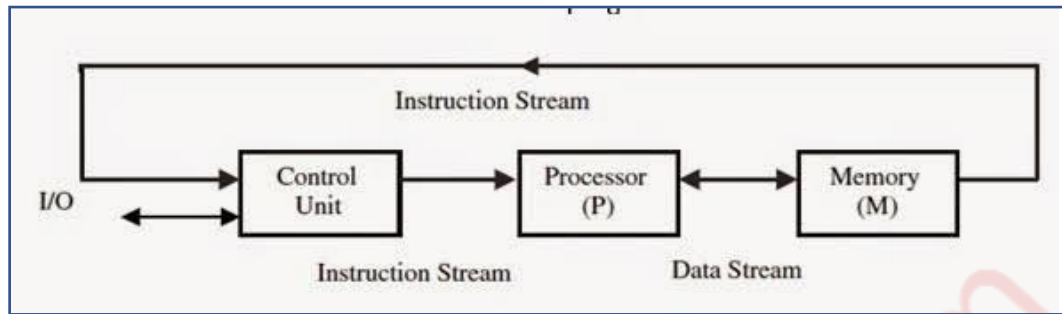 Instruction Stream
Control
Unit
Processor
(P)
Memory
(M)
I/O
Instruction Stream
Data Stream